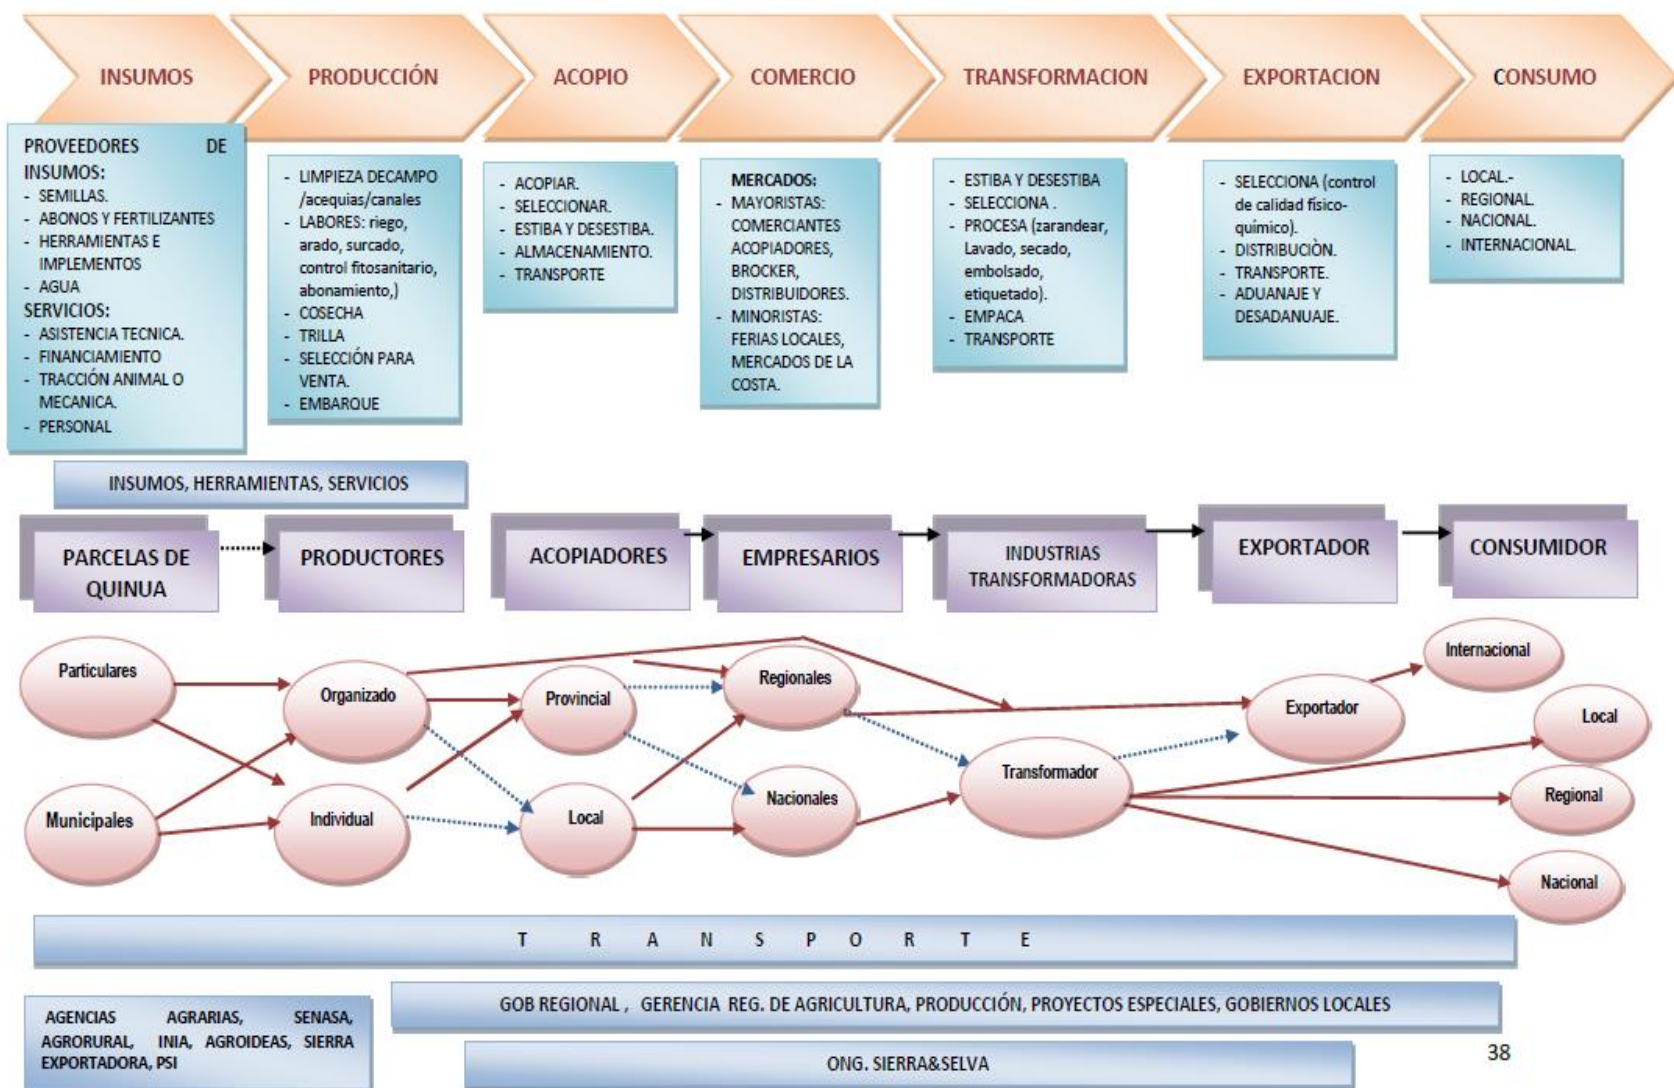 INSUMOS
PRODUCCIÓN
ACOPIO
COMERCIO
TRANSFORMACION
EXPORTACION
CONSUMO
PROVEEDORES DE
INSUMOS:
- SEMILLAS.
- ABONOS Y FERTILIZANTES
- HERRAMIENTAS E
IMPLEMENTOS
- AGUA
SERVICIOS:
- ASISTENCIA TECNICA.
- FINANCIAMIENTO
- TRACCIÓN ANIMAL O
MECANICA.
- PERSONAL
- LIMPIEZA DECAMPO
/acequias/canales
- LABORES: riego,
arado, surcado,
control fitosanitario,
abonamiento,)
- COSECHA
- TRILLA
- SELECCIÓN PARA
VENTA.
- EMBARQUE
- ACOPIAR.
- SELECCIONAR.
- ESTIBA Y DESESTIBA.
- ALMACENAMIENTO.
- TRANSPORTE
MERCADOS:
- MAYORISTAS:
COMERCIANTES
ACOPIADORES,
BROCKER,
DISTRIBUIDORES.
- MINORISTAS:
FERIAS LOCALES,
MERCADOS DE LA
COSTA.
- ESTIBA Y DESESTIBA
- SELECCIONA .
- PROCESA (zarandear,
Lavado, secado,
embolsado,
etiquetado).
- EMPACA
- TRANSPORTE
- SELECCIONA (control
de calidad físico-
químico).
- DISTRIBUCIÒN.
- TRANSPORTE.
- ADUANAJE Y
DESADANUAJE.
- LOCAL.-
- REGIONAL.
- NACIONAL.
- INTERNACIONAL.
INSUMOS, HERRAMIENTAS, SERVICIOS
PARCELAS DE
QUINUA
PRODUCTORES
ACOPIADORES
EMPRESARIOS
INDUSTRIAS
TRANSFORMADORAS
EXPORTADOR
CONSUMIDOR
Particulares
Organizado
Provincial
Regionales
Exportador
Internacional
Local
Municipales
Individual
Local
Nacionales
Transformador
Regional
Nacional
T R A N S P O R T E
AGENCIAS AGRARIAS, SENASA,
AGRORURAL, INIA, AGROIDEAS, SIERRA
EXPORTADORA, PSI
GOB REGIONAL , GERENCIA REG. DE AGRICULTURA, PRODUCCIÓN, PROYECTOS ESPECIALES, GOBIERNOS LOCALES
ONG. SIERRA&SELVA
38